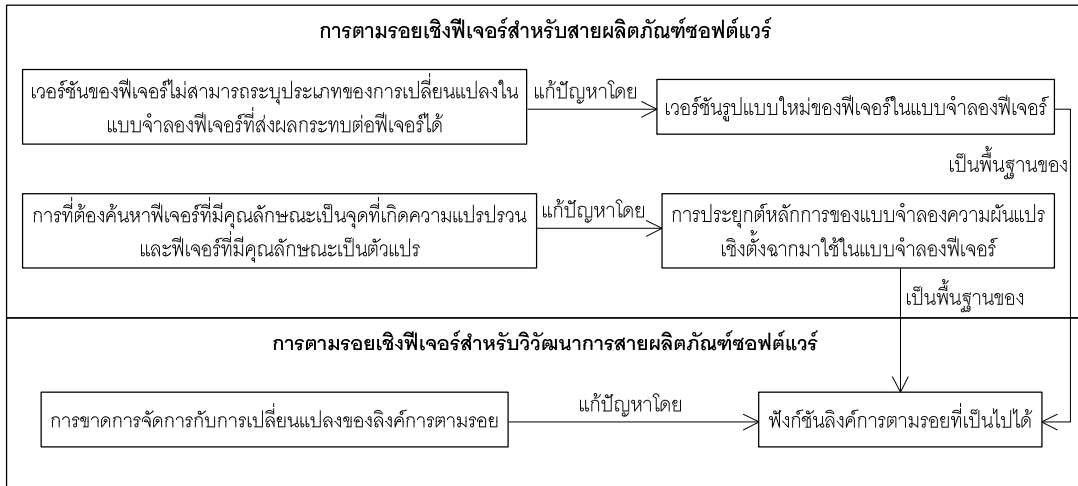 การตามรอยเชิงฟีเจอร์สำหรับสายผลิตภัณฑ์ซอฟต์แวร์
เวอร์ชันของฟีเจอร์ไม่สามารถระบุประเภทของการเปลี่ยนแปลงใน
แบบจำลองฟีเจอร์ที่ส่งผลกระทบต่อฟีเจอร์ได้
แก้ปัญหาโดย
เวอร์ชันรูปแบบใหม่ของฟีเจอร์ในแบบจำลองฟีเจอร์
เป็นพื้นฐานของ
การที่ต้องค้นหาฟีเจอร์ที่มีคุณลักษณะเป็นจุดที่เกิดความแปรปรวน
และฟีเจอร์ที่มีคุณลักษณะเป็นตัวแปร
แก้ปัญหาโดย
การประยุกต์หลักการของแบบจำลองความผันแปร
เชิงตั้งฉากมาใช้ในแบบจำลองฟีเจอร์
เป็นพื้นฐานของ
การตามรอยเชิงฟีเจอร์สำหรับวิวัฒนาการสายผลิตภัณฑ์ซอฟต์แวร์
การขาดการจัดการกับการเปลี่ยนแปลงของลิงค์การตามรอย
แก้ปัญหาโดย
ฟังก์ชันลิงค์การตามรอยที่เป็นไปได้